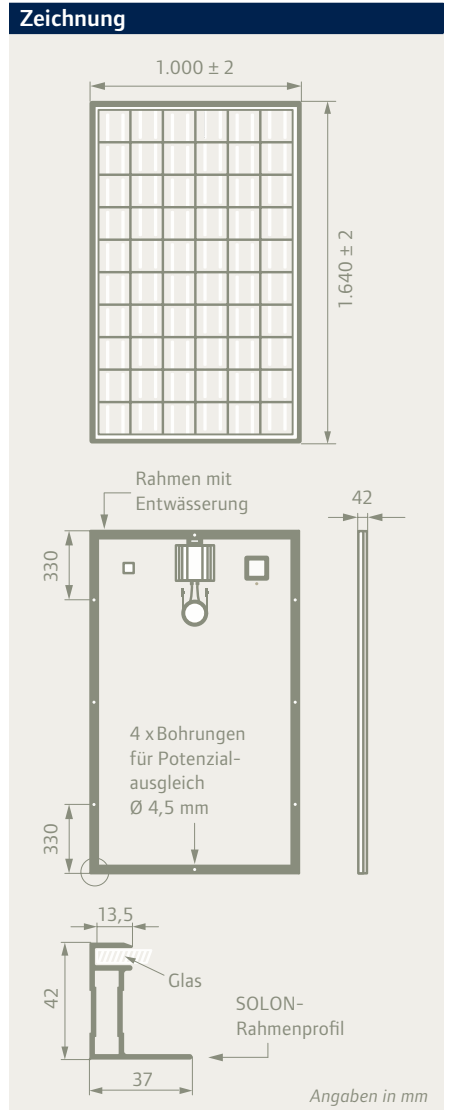 Zeichnung
1.000 ± 2
1.640 ± 2
Rahmen mit
Entwässerung
42
330
4 x Bohrungen
für Potenzial-
ausgleich
Ø 4,5 mm
330
13,5
Glas
42
SOLON-
Rahmenprofil
37
Angaben in mm